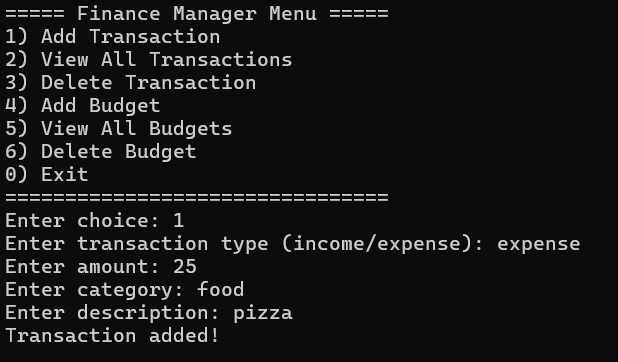 ===== Finance Manager Menu =====
1) Add Transaction
2) View All Transactions
3) Delete Transaction
4) Add Budget
5) View All Budgets
6) Delete Budget
0) Exit
================================
Enter choice: 1
Enter transaction type (income/expense): expense
Enter amount: 25
Enter category: food
Enter description: pizza
Transaction added!